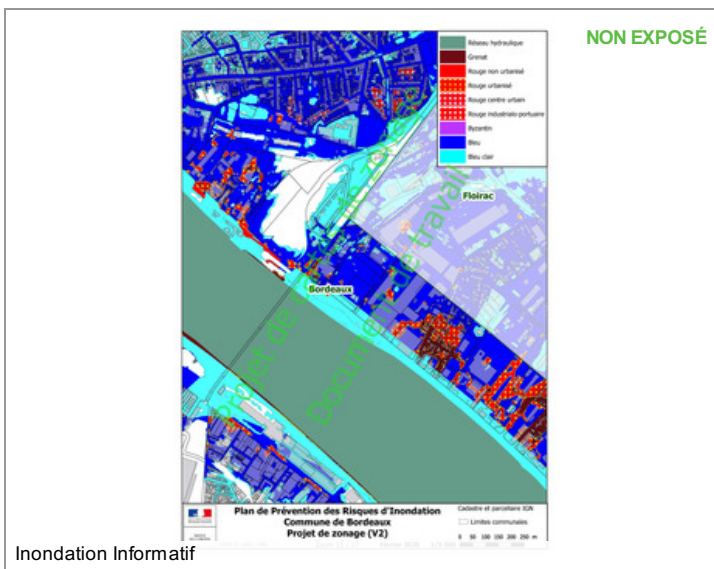 NON EXPOSÉ
Réseau hydraulique
Grenat
Rouge non urbanisé
Rouge urbanisé
Rouge centre urbain
Rouge industrialo-portuaire
Byzantin
Bleu
Bleu clair
Floirac
Bordeaux
Projet de
Document de travail
Plan de Prévention des Risques d'Inondation
Commune de Bordeaux
Projet de zonage (V2)
Cadastre et parcellaire IGN
Limites communales
0 50 100 150 200 250 m
Inondation Informatif